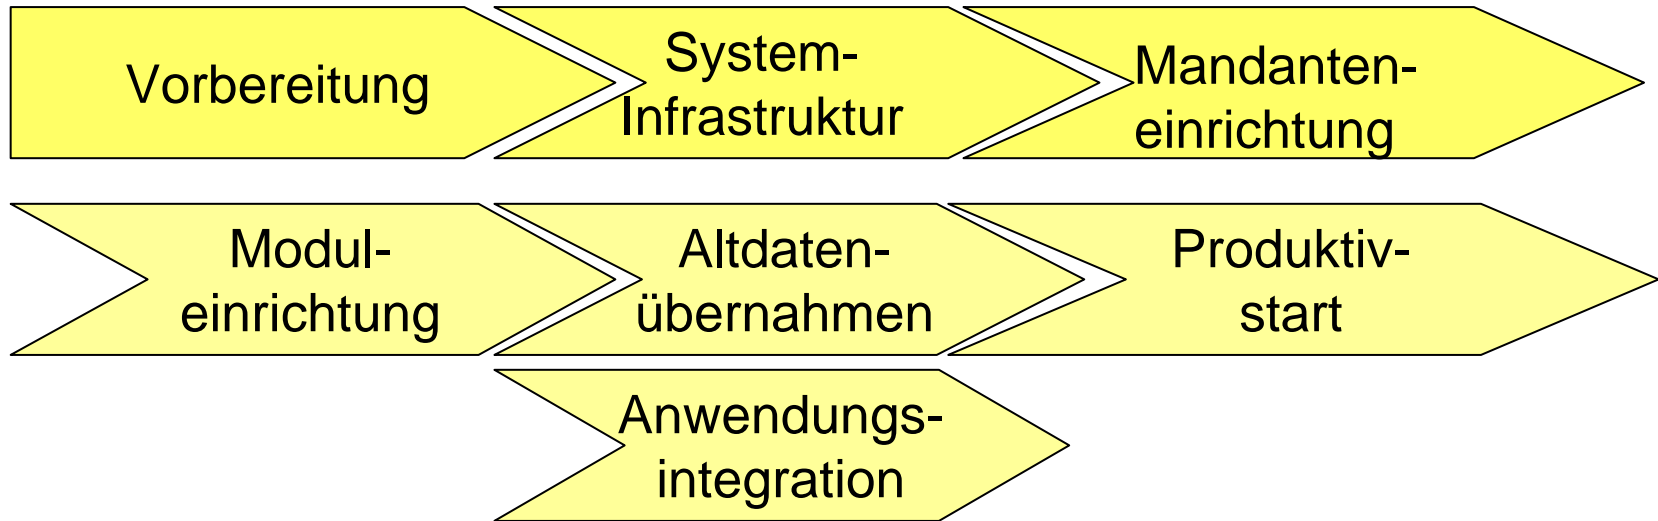 Vorbereitung
System-
Infrastruktur
Mandanten-
einrichtung
Modul-
einrichtung
Altdaten-
übernahmen
Produktiv-
start
Anwendungs-
integration